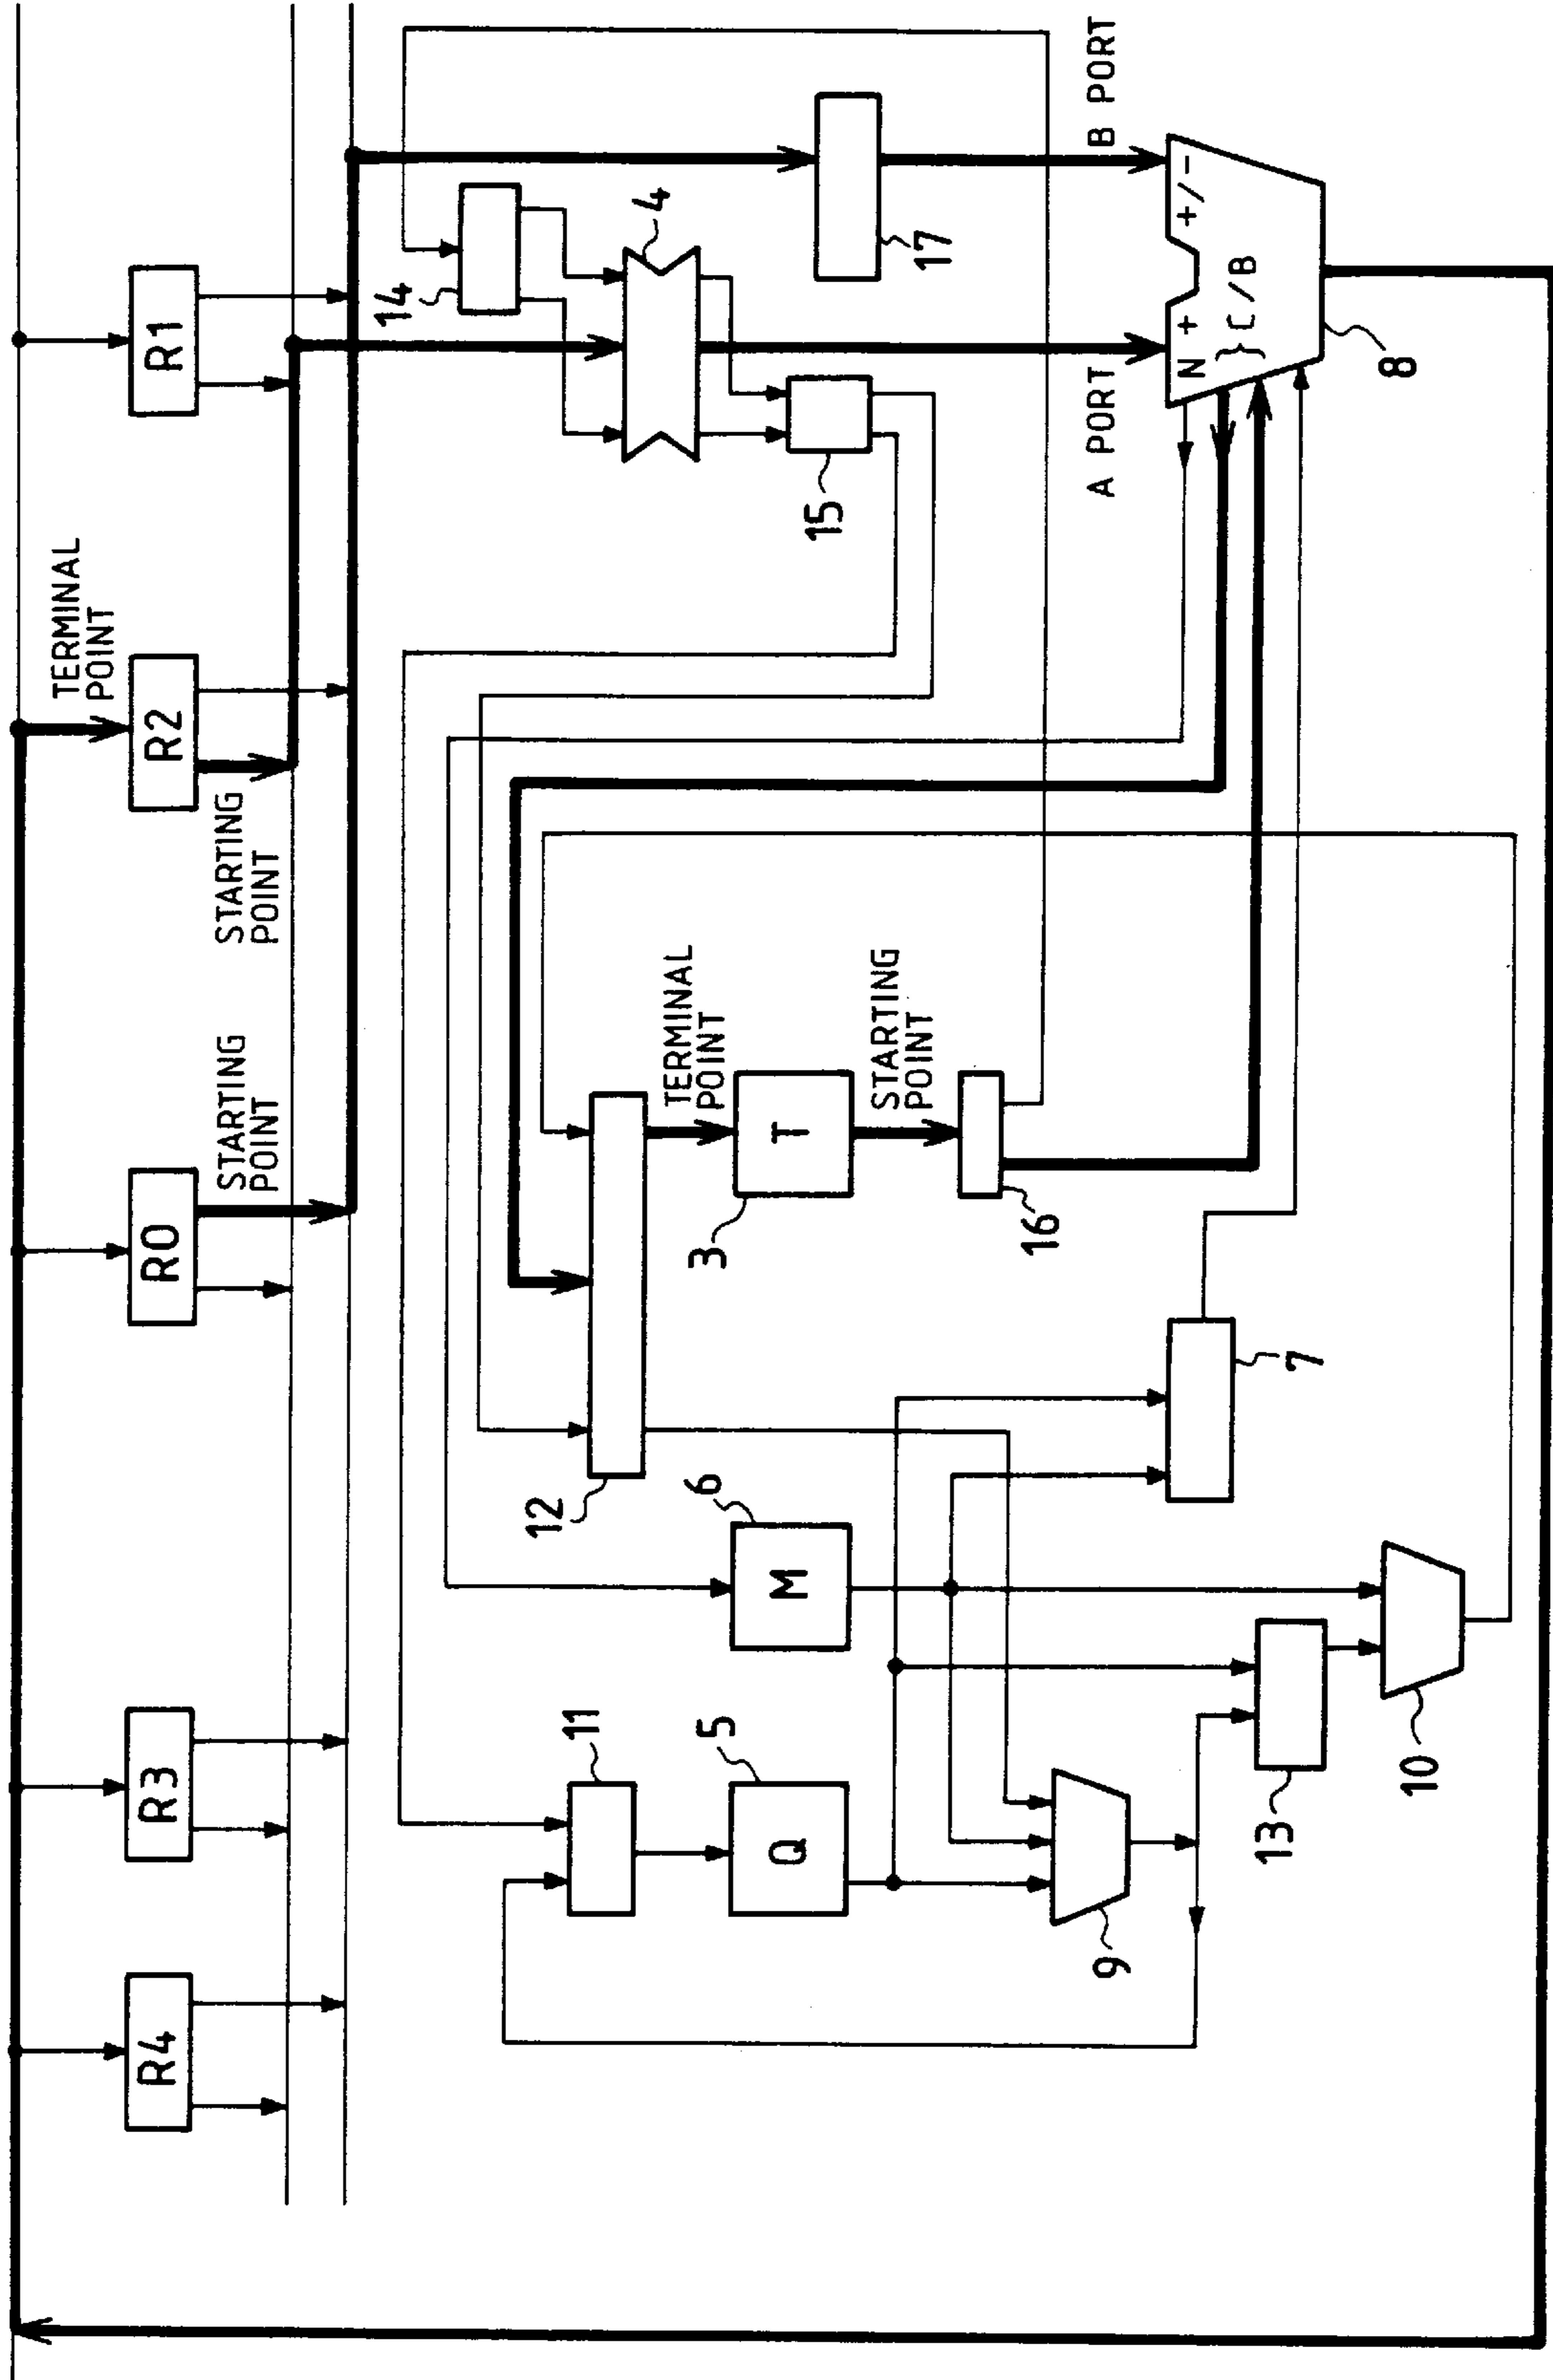 R4
R3
R0
R2
R1
TERMINAL
POINT
STARTING
POINT
STARTING
POINT
14
4
11
12
TERMINAL
POINT
5
Q
6
M
3
T
15
17
STARTING
POINT
16
A PORT
B PORT
9
13
7
N + +/-
} C/B
10
8